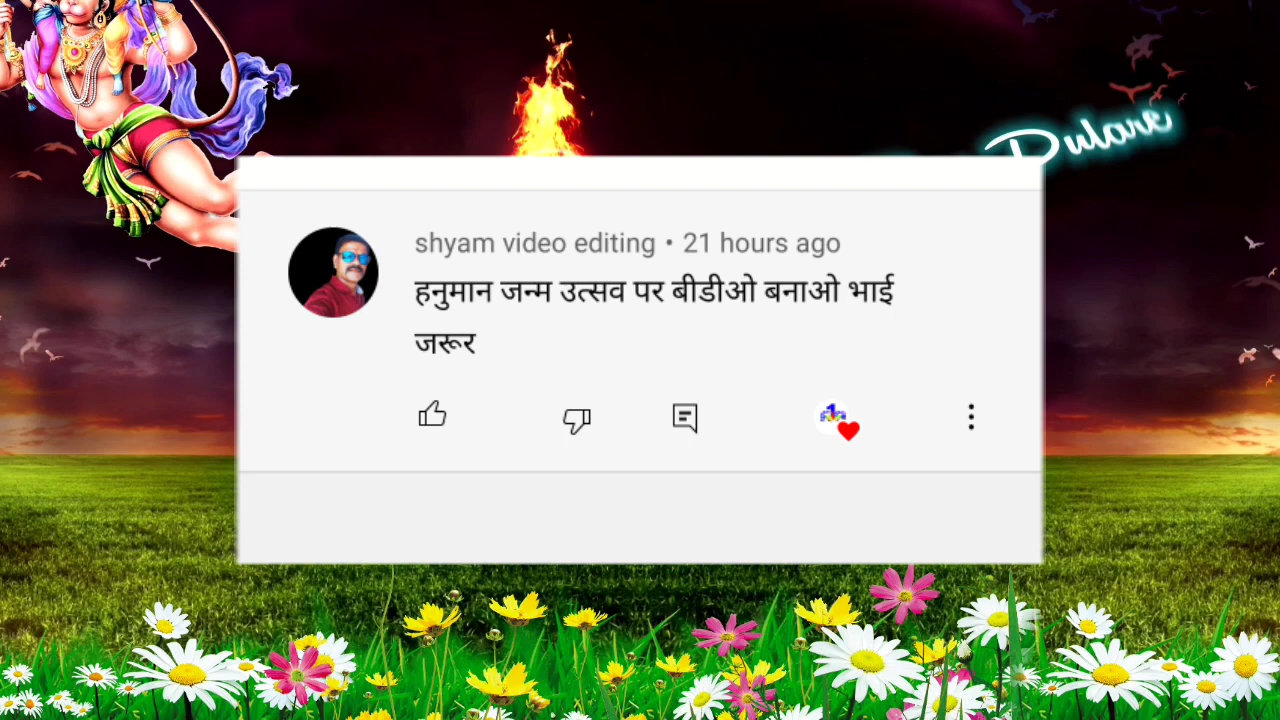 Dulare
shyam video editing • 21 hours ago
हनुमान जन्म उत्सव पर बीडीओ बनाओ भाई
जरूर